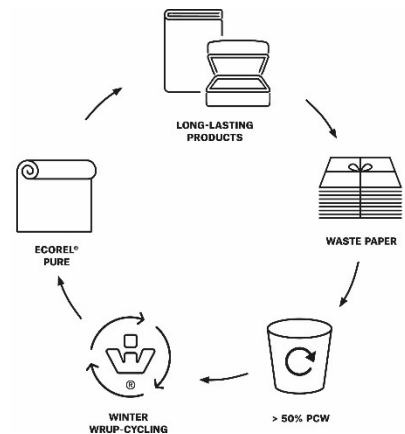 LONG-LASTING
PRODUCTS
WASTE PAPER
> 50% PCW
WINTER
WRUP-CYCLING
®
ECOREL®
PURE